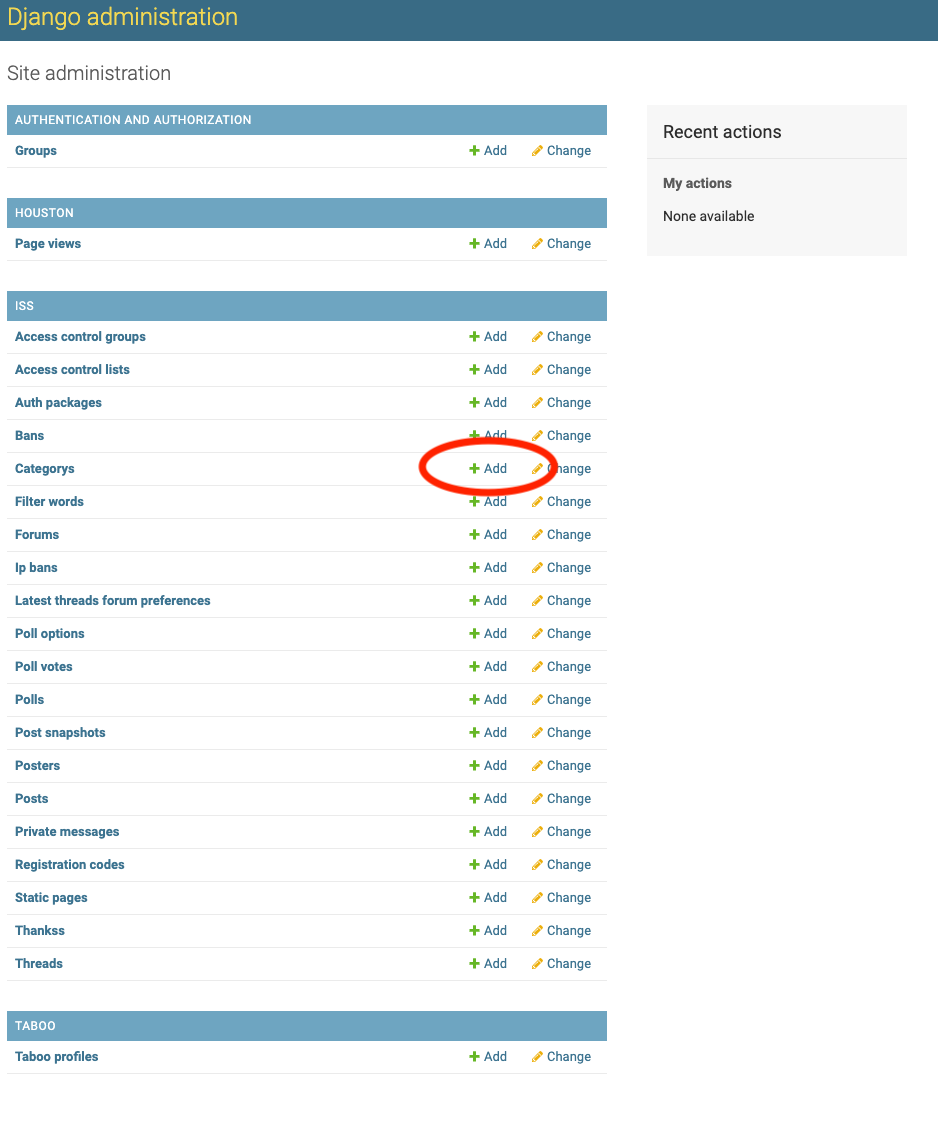 Django administration
Site administration
AUTHENTICATION AND AUTHORIZATION
Groups Add Change
HOUSTON
Page views Add Change
ISS
Access control groups Add Change
Access control lists Add Change
Auth packages Add Change
Bans Add Change
Categorys Add Change
Filter words Add Change
Forums Add Change
Ip bans Add Change
Latest threads forum preferences Add Change
Poll options Add Change
Poll votes Add Change
Polls Add Change
Post snapshots Add Change
Posters Add Change
Posts Add Change
Private messages Add Change
Registration codes Add Change
Static pages Add Change
Thankss Add Change
Threads Add Change
TABOO
Taboo profiles Add Change
Recent actions
My actions
None available